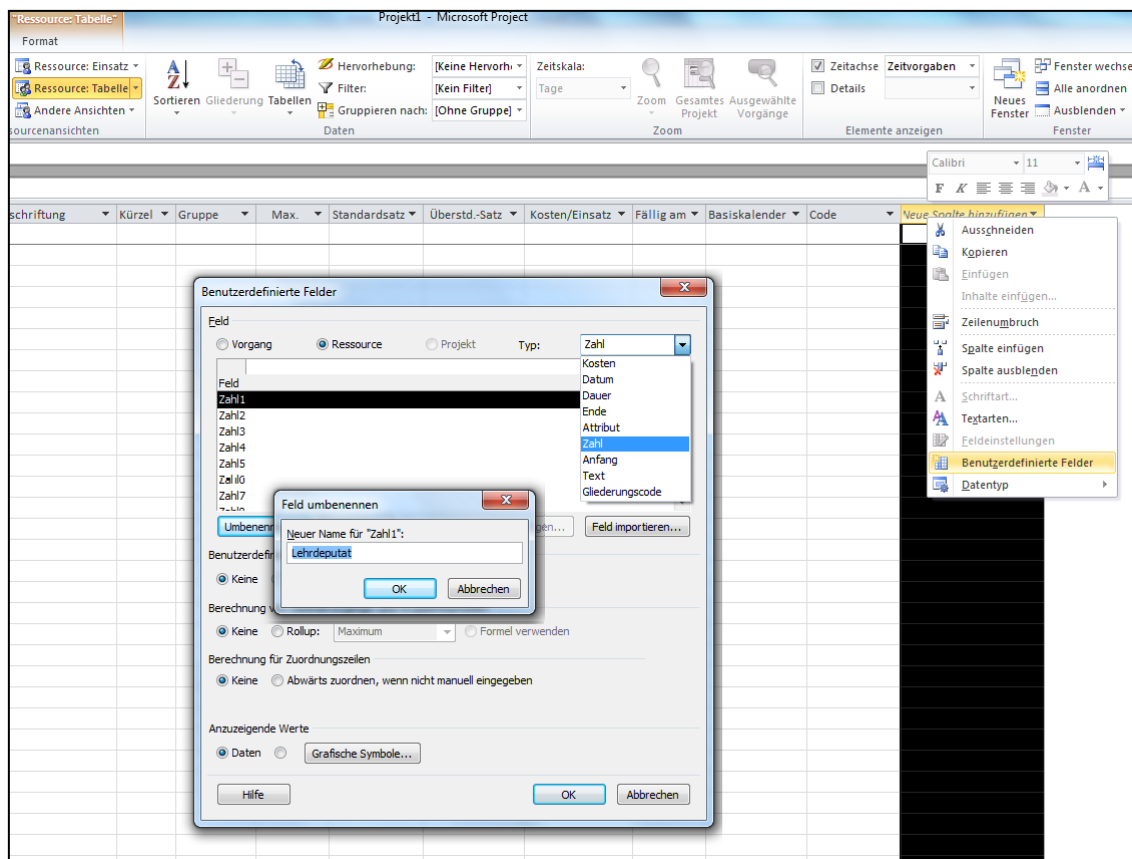 "Ressource: Tabelle"
Projekt1 - Microsoft Project
Format
Ressource: Einsatz
Ressource: Tabelle
Andere Ansichten
sourcenansichten
Sortieren Gliederung Tabellen
Hervorhebung: [Keine Hervorh
Filter: [Kein Filter]
Gruppieren nach: [Ohne Gruppe]
Daten
Zeitskala:
Tage
Zoom Gesamtes Projekt Ausgewählte Vorgänge
Zoom
Zeitachse Zeitvorgaben
Details
Elemente anzeigen
Neues Fenster
Fenster wechse
Alle anordnen
Ausblenden
Fenster
Calibri 11
F K A
schriftung Kürzel Gruppe Max. Standardsatz Überstd.-Satz Kosten/Einsatz Fällig am Basiskalender Code Neue Spalte hinzufügen
Ausschneiden
Kopieren
Einfügen
Inhalte einfügen...
Zeilenumbruch
Spalte einfügen
Spalte ausblenden
Schriftart...
Textarten...
Feldeinstellungen
Benutzerdefinierte Felder
Datentyp
Benutzerdefinierte Felder
Feld
Vorgang Ressource Projekt Typ: Zahl
Kosten
Datum
Dauer
Ende
Attribut
Zahl
Anfang
Text
Gliederungscode
Feld
Zahl1
Zahl2
Zahl3
Zahl4
Zahl5
Zahl6
Zahl7
Umbenenn
gen... Feld importieren...
Feld umbenennen
Neuer Name für "Zahl1":
Lehrdeputat
OK Abbrechen
Benutzerdefin
Keine
Berechnung v
Keine Rollup: Maximum Formel verwenden
Berechnung für Zuordnungszeilen
Keine Abwärts zuordnen, wenn nicht manuell eingegeben
Anzuzeigende Werte
Daten Grafische Symbole...
Hilfe OK Abbrechen